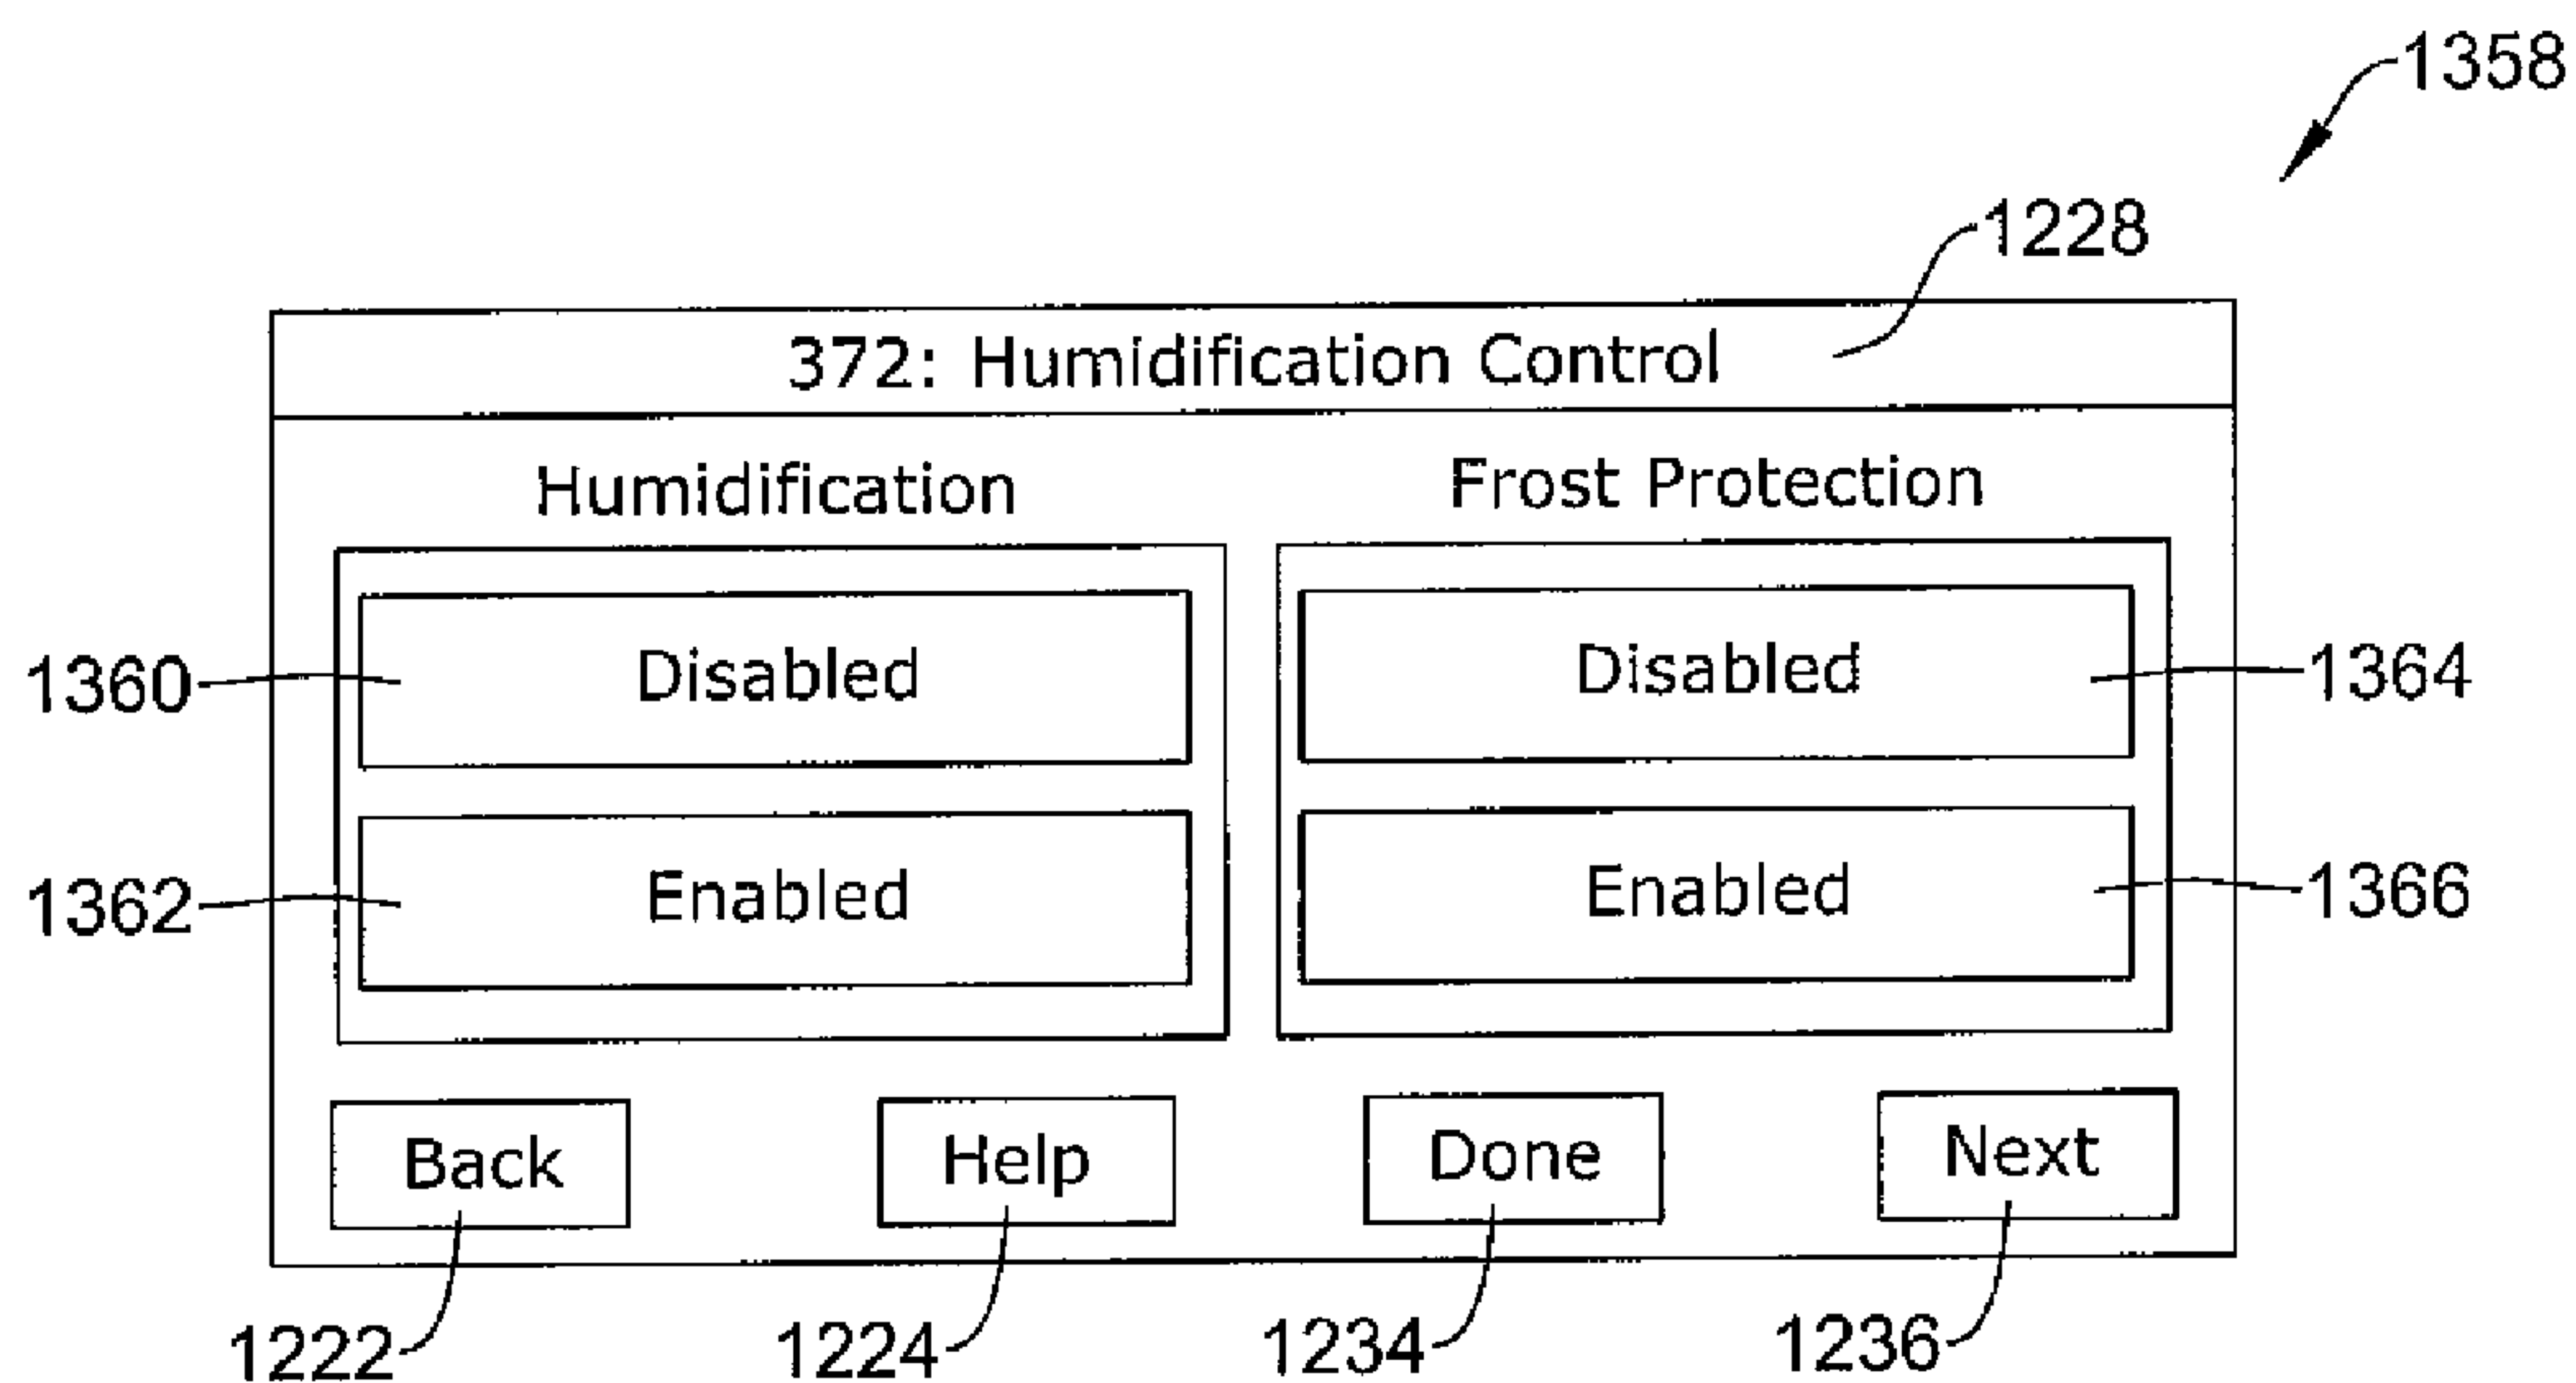 1358
1228
372: Humidification Control
Humidification Frost Protection
1360 Disabled Disabled 1364
1362 Enabled Enabled 1366
Back Help Done Next
1222 1224 1234 1236